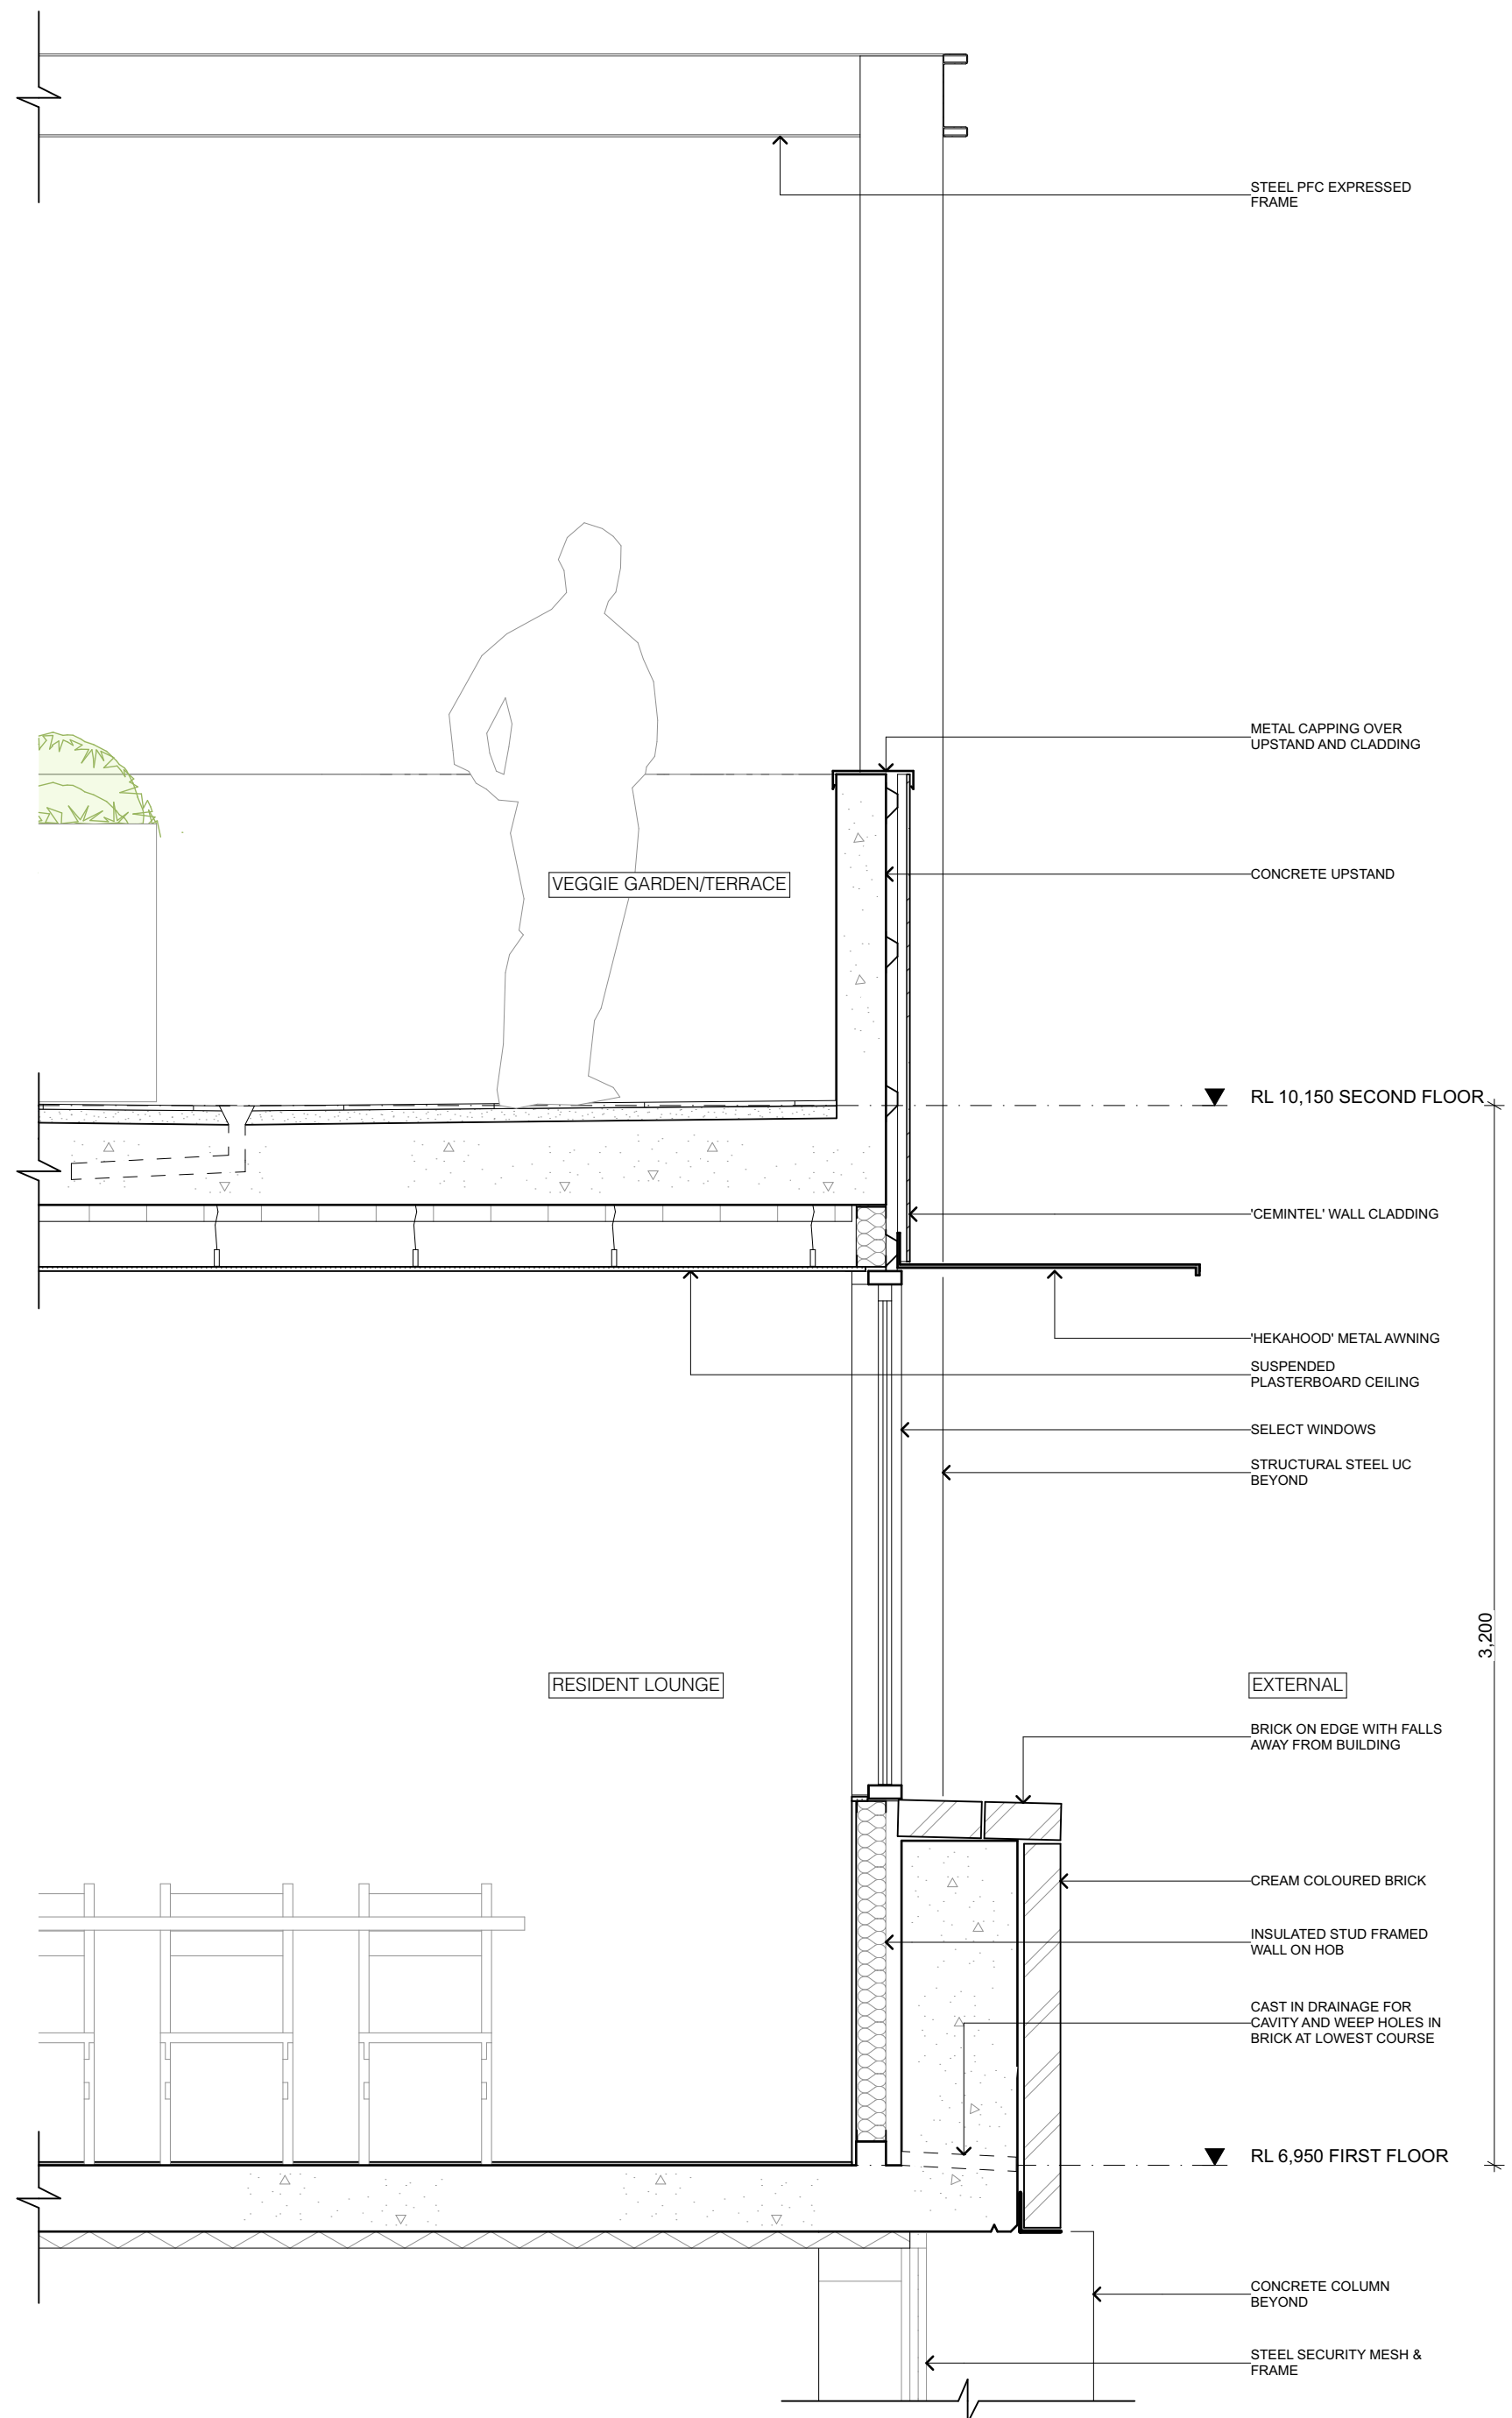 STEEL PFC EXPRESSED
FRAME
METAL CAPPING OVER
UPSTAND AND CLADDING
VEGGIE GARDEN/TERRACE
CONCRETE UPSTAND
RL 10,150 SECOND FLOOR
'CEMINTEL' WALL CLADDING
'HEKAHOOD' METAL AWNING
SUSPENDED
PLASTERBOARD CEILING
SELECT WINDOWS
STRUCTURAL STEEL UC
BEYOND
3,200
RESIDENT LOUNGE
EXTERNAL
BRICK ON EDGE WITH FALLS
AWAY FROM BUILDING
CREAM COLOURED BRICK
INSULATED STUD FRAMED
WALL ON HOB
CAST IN DRAINAGE FOR
CAVITY AND WEEP HOLES IN
BRICK AT LOWEST COURSE
RL 6,950 FIRST FLOOR
CONCRETE COLUMN
BEYOND
STEEL SECURITY MESH &
FRAME